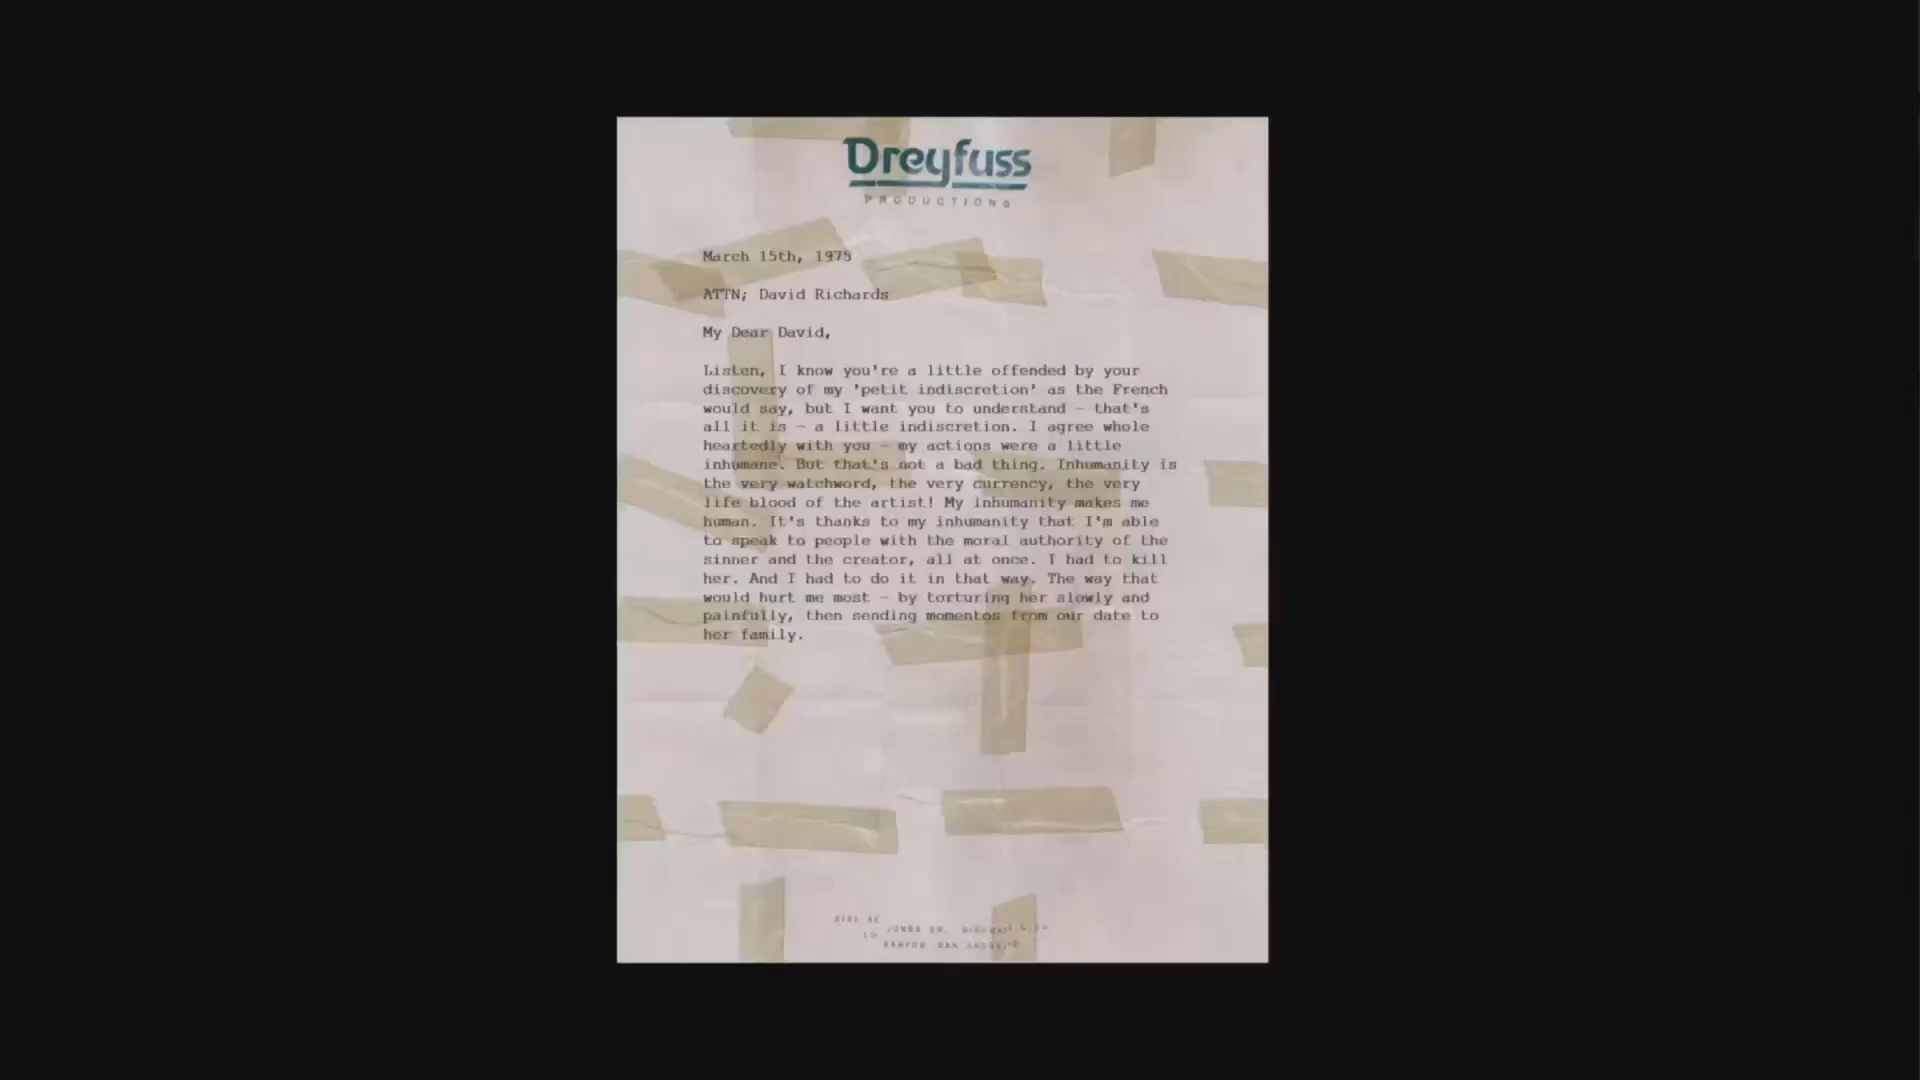 Dreyfuss
PRODUCTIONS
March 15th, 1975
ATTN; David Richards
My Dear David,
Listen, I know you're a little offended by your
discovery of my 'petit indiscretion' as the French
would say, but I want you to understand - that's
all it is - a little indiscretion. I agree whole
heartedly with you - my actions were a little
inhumane. But that's not a bad thing. Inhumanity is
the very watchword, the very currency, the very
life blood of the artist! My inhumanity makes me
human. It's thanks to my inhumanity that I'm able
to speak to people with the moral authority of the
sinner and the creator, all at once. I had to kill
her. And I had to do it in that way. The way that
would hurt me most - by torturing her slowly and
painfully, then sending momentos from our date to
her family.